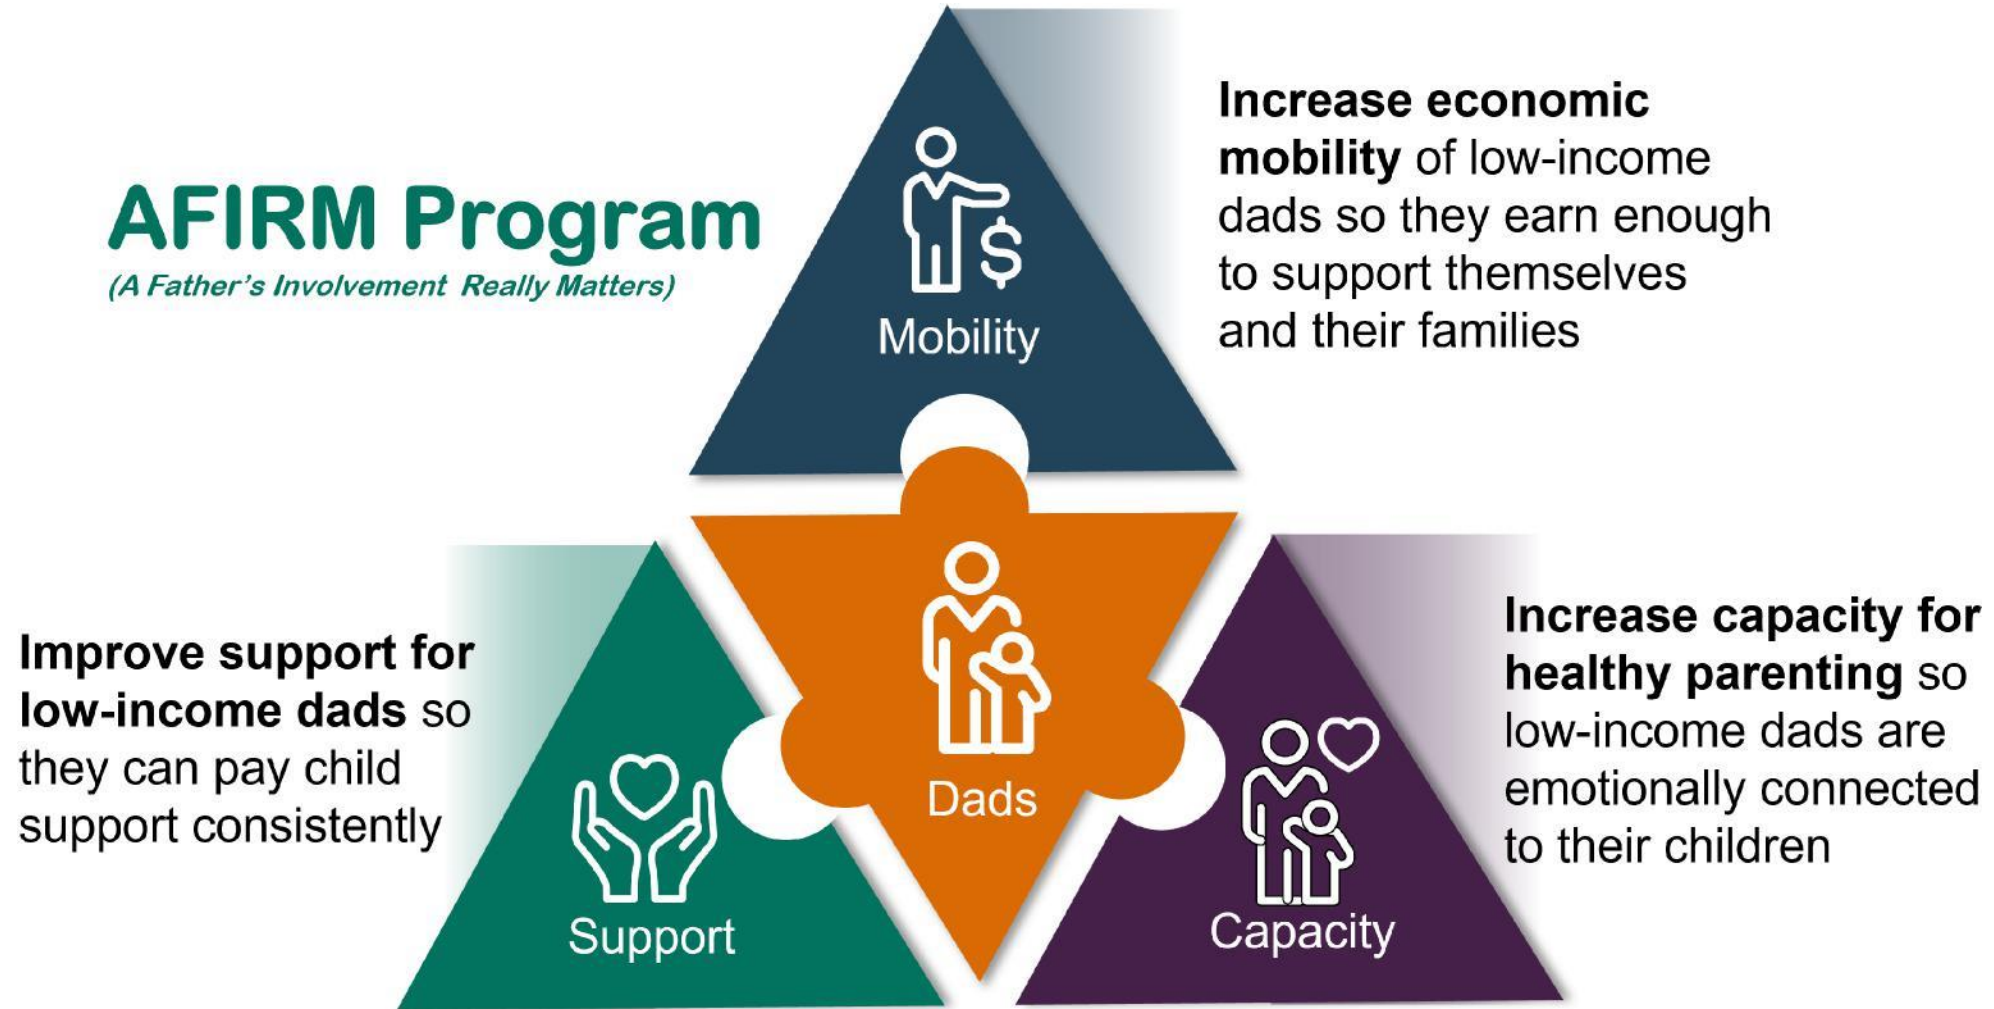 AFIRM Program
(A Father's Involvement Really Matters)
Mobility
Increase economic
mobility of low-income
dads so they earn enough
to support themselves
and their families
Improve support for
low-income dads so
they can pay child
support consistently
Support
Dads
Capacity
Increase capacity for
healthy parenting so
low-income dads are
emotionally connected
to their children